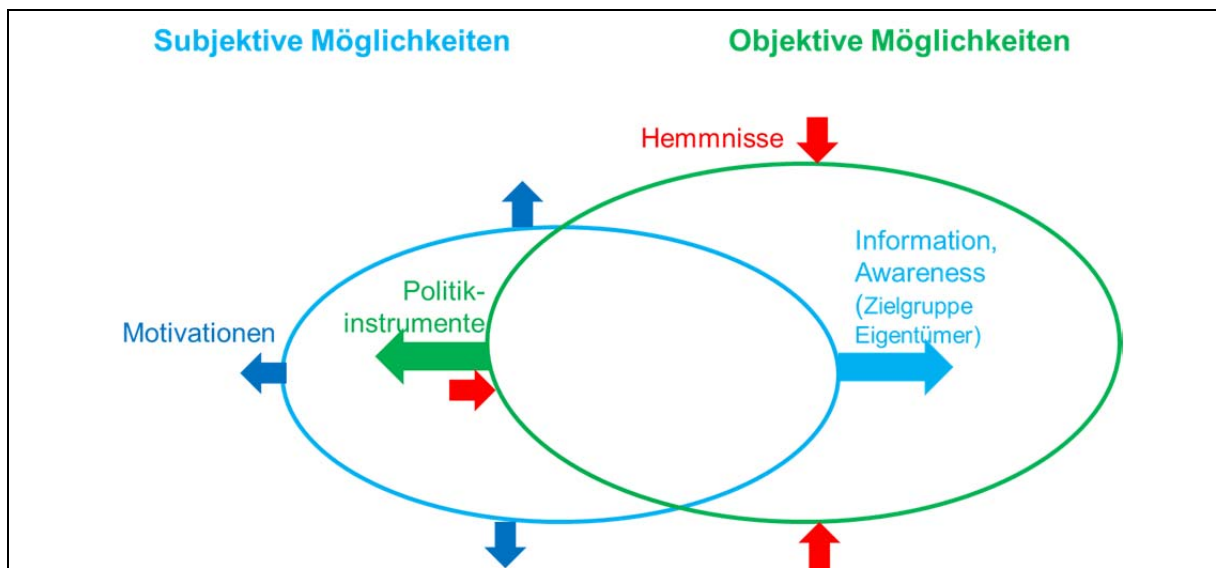 Subjektive Möglichkeiten
Objektive Möglichkeiten
Hemmnisse
Information,
Awareness
(Zielgruppe
Eigentümer)
Politik-
instrumente
Motivationen